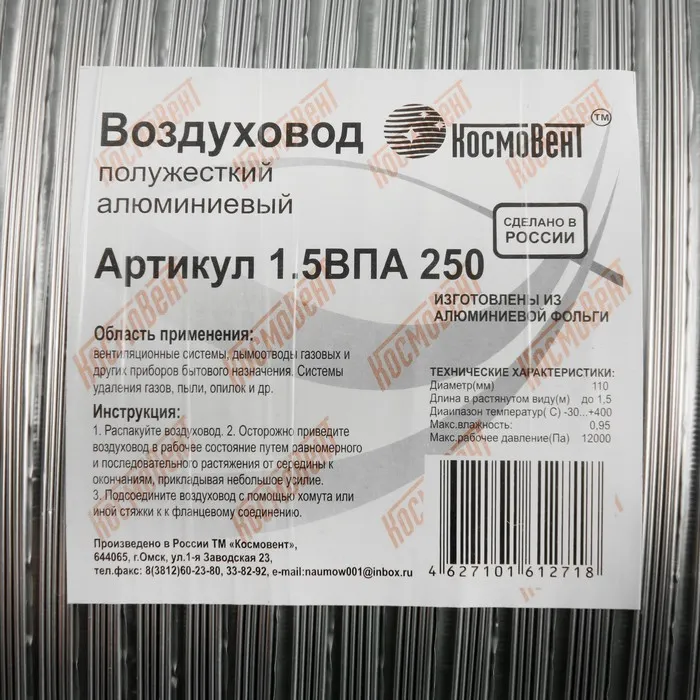 Воздуховод
полужесткий
алюминиевый
КосмоВент
™
СДЕЛАНО В
РОССИИ
Артикул 1.5ВПА 250
ИЗГОТОВЛЕНЫ ИЗ
АЛЮМИНИЕВОЙ ФОЛЬГИ
Область применения:
вентиляционные системы, дымоотводы газовых и
других приборов бытового назначения. Системы
удаления газов, пыли, опилок и др.
Инструкция:
1. Распакуйте воздуховод. 2. Осторожно приведите
воздуховод в рабочее состояние путем равномерного
и последовательного растяжения от середины к
окончаниям, прикладывая небольшое усилие.
3. Подсоедините воздуховод с помощью хомута или
иной стяжки к к фланцевому соединению.
ТЕХНИЧЕСКИЕ ХАРАКТЕРИСТИКИ:
Диаметр(мм) 110
Длина в растянутом виду(м) до 1,5
Диаипазон температур( С) -30...+400
Макс.влажность: 0,95
Макс.рабочее давление(Па) 12000
Произведено в России ТМ «Космовент»,
644065, г.Омск, ул.1-я Заводская 23,
тел.факс: 8(3812)60-23-80, 33-82-92, e-mail:naumow001@inbox.ru
4 627101 612718